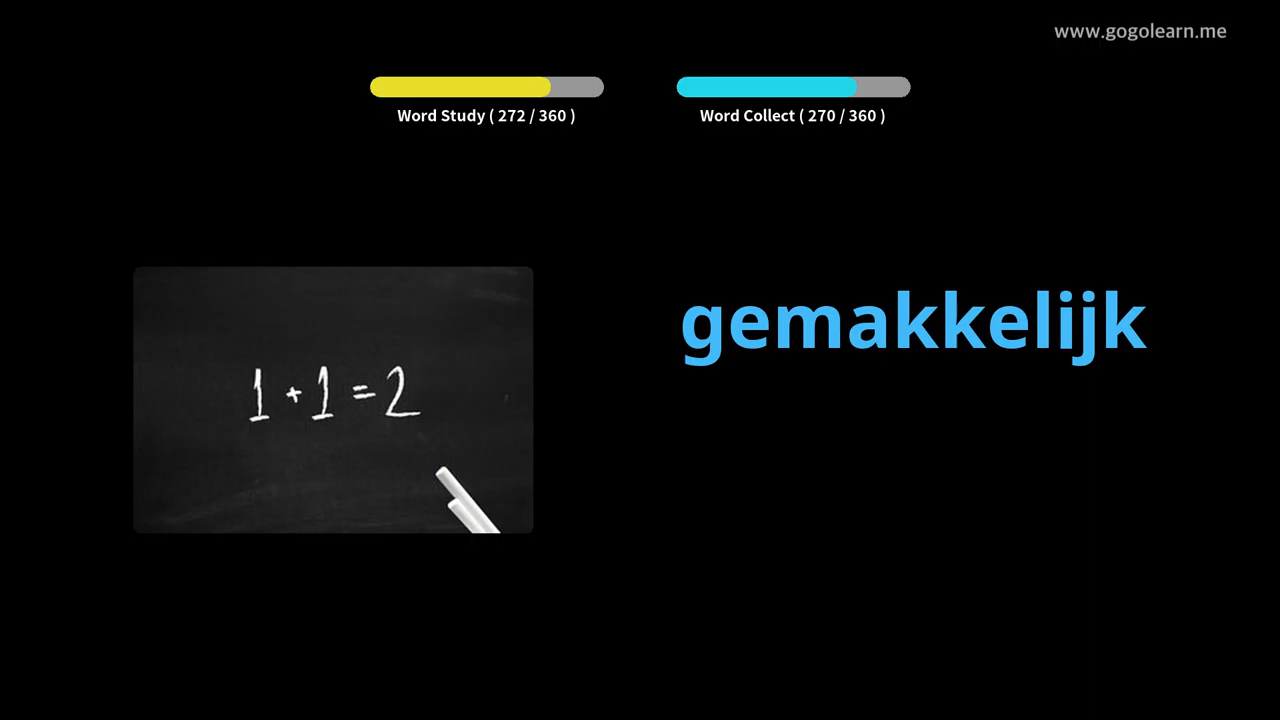 www.gogolearn.me
Word Study ( 272 / 360 )
Word Collect ( 270 / 360 )
gemakkelijk
1 + 1 = 2